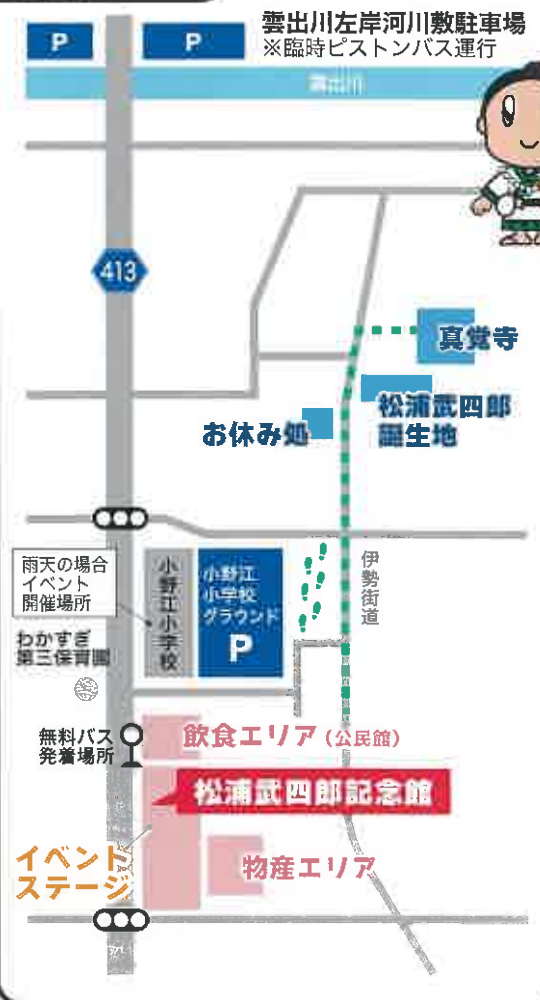 P
P
雲出川左岸河川敷駐車場
※臨時ピストンバス運行
雲出川
413
真覚寺
松浦武四郎
誕生地
お休み処
雨天の場合
イベント
開催場所
小野江小学校
小野江
小学校
グラウンド
P
伊勢街道
わかすぎ
第三保育園
無料バス
発着場所
飲食エリア(公民館)
松浦武四郎記念館
イベント
ステージ
物産エリア